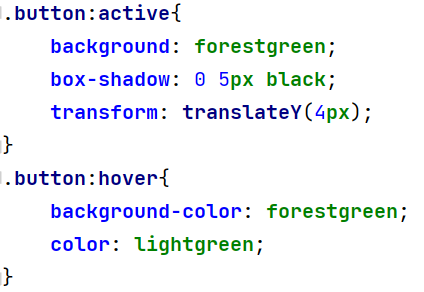 .button:active{
    background: forestgreen;
    box-shadow: 0 5px black;
    transform: translateY(4px);
}
.button:hover{
    background-color: forestgreen;
    color: lightgreen;
}